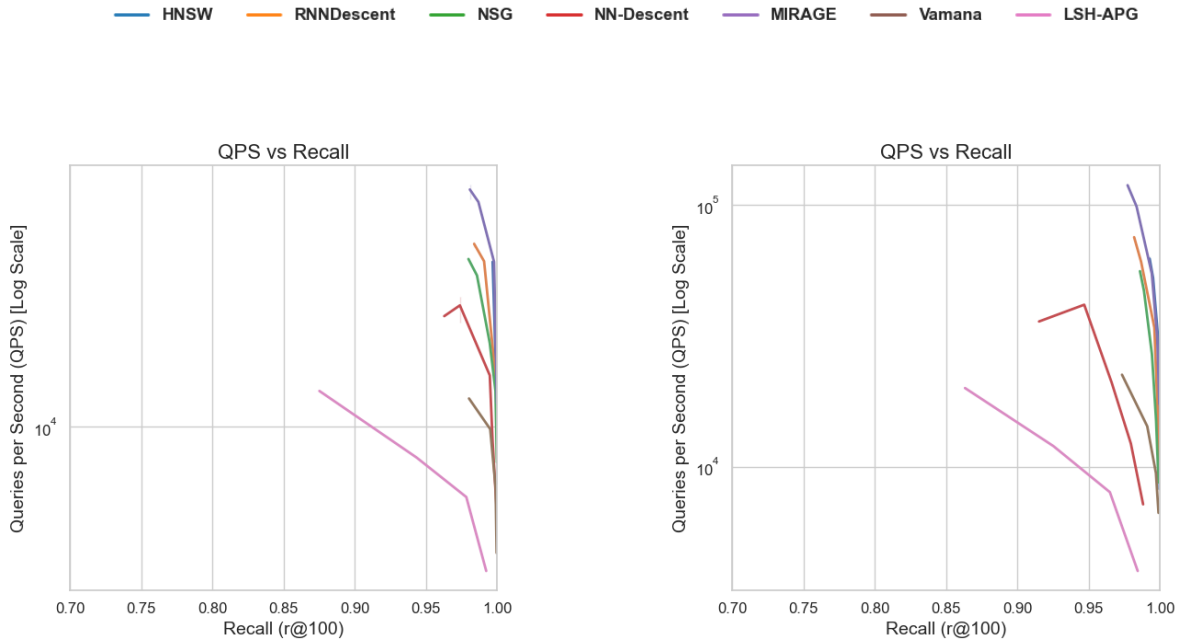 HNSW RNNDescent NSG NN-Descent MIRAGE Vamana LSH-APG
QPS vs Recall
Queries per Second (QPS) [Log Scale]
10^4
0.70 0.75 0.80 0.85 0.90 0.95 1.00
Recall (r@100)
QPS vs Recall
Queries per Second (QPS) [Log Scale]
10^5
10^4
0.70 0.75 0.80 0.85 0.90 0.95 1.00
Recall (r@100)